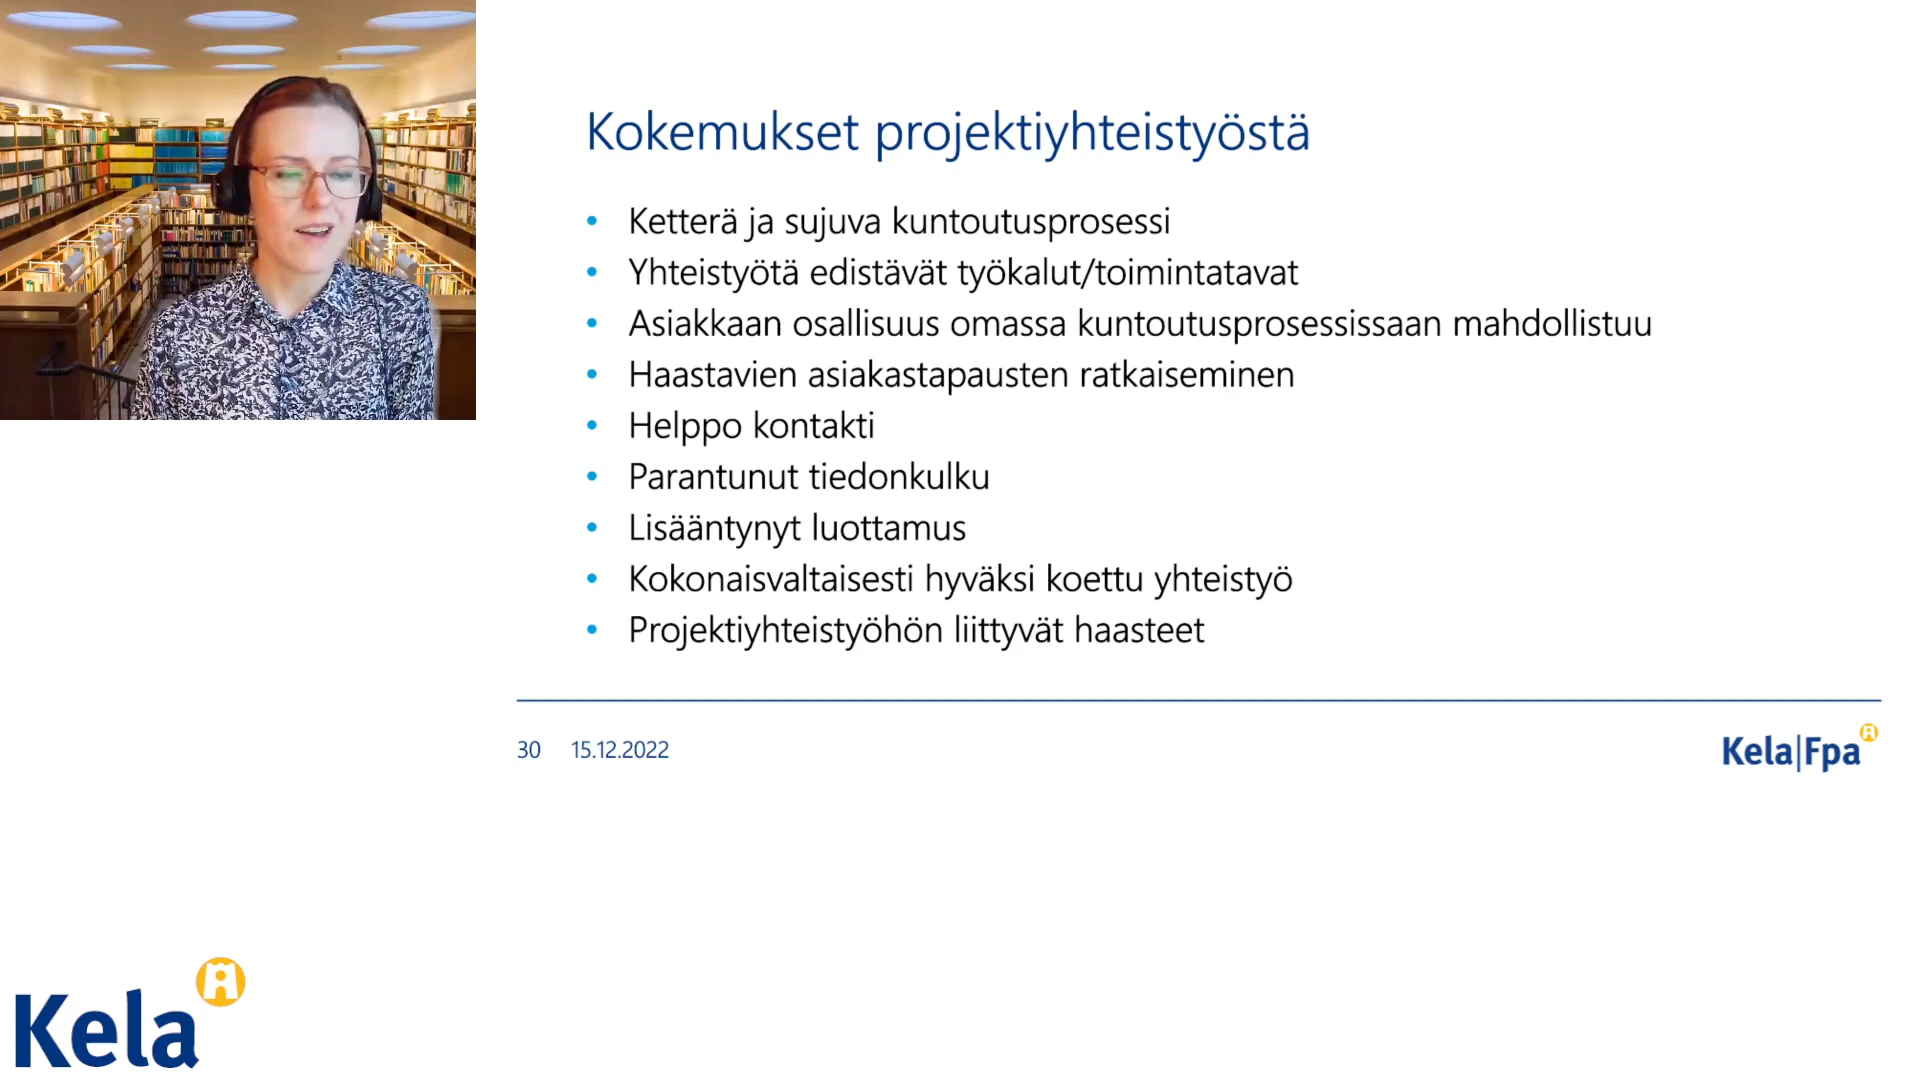 Kokemukset projektiyhteistyöstä
• Ketterä ja sujuva kuntoutusprosessi
• Yhteistyötä edistävät työkalut/toimintatavat
• Asiakkaan osallisuus omassa kuntoutusprosessissaan mahdollistuu
• Haastavien asiakastapausten ratkaiseminen
• Helppo kontakti
• Parantunut tiedonkulku
• Lisääntynyt luottamus
• Kokonaisvaltaisesti hyväksi koettu yhteistyö
• Projektiyhteistyöhön liittyvät haasteet
30 15.12.2022
Kela|Fpa
Kela